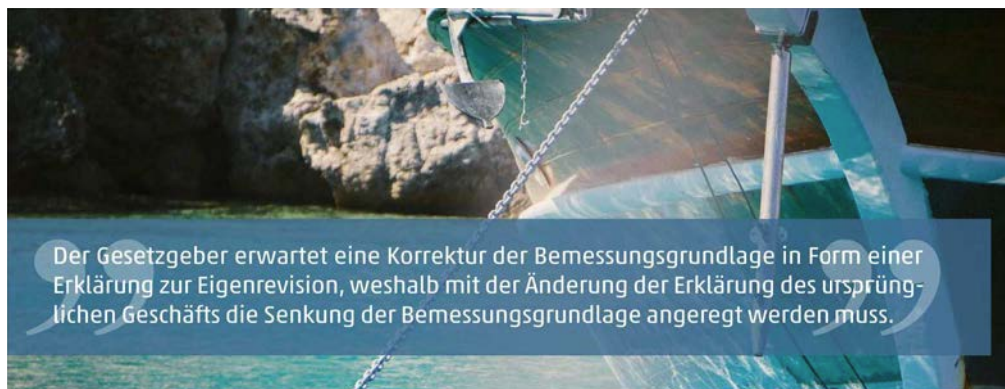 Der Gesetzgeber erwartet eine Korrektur der Bemessungsgrundlage in Form einer
Erklärung zur Eigenrevision, weshalb mit der Änderung der Erklärung des ursprüng-
lichen Geschäfts die Senkung der Bemessungsgrundlage angeregt werden muss.